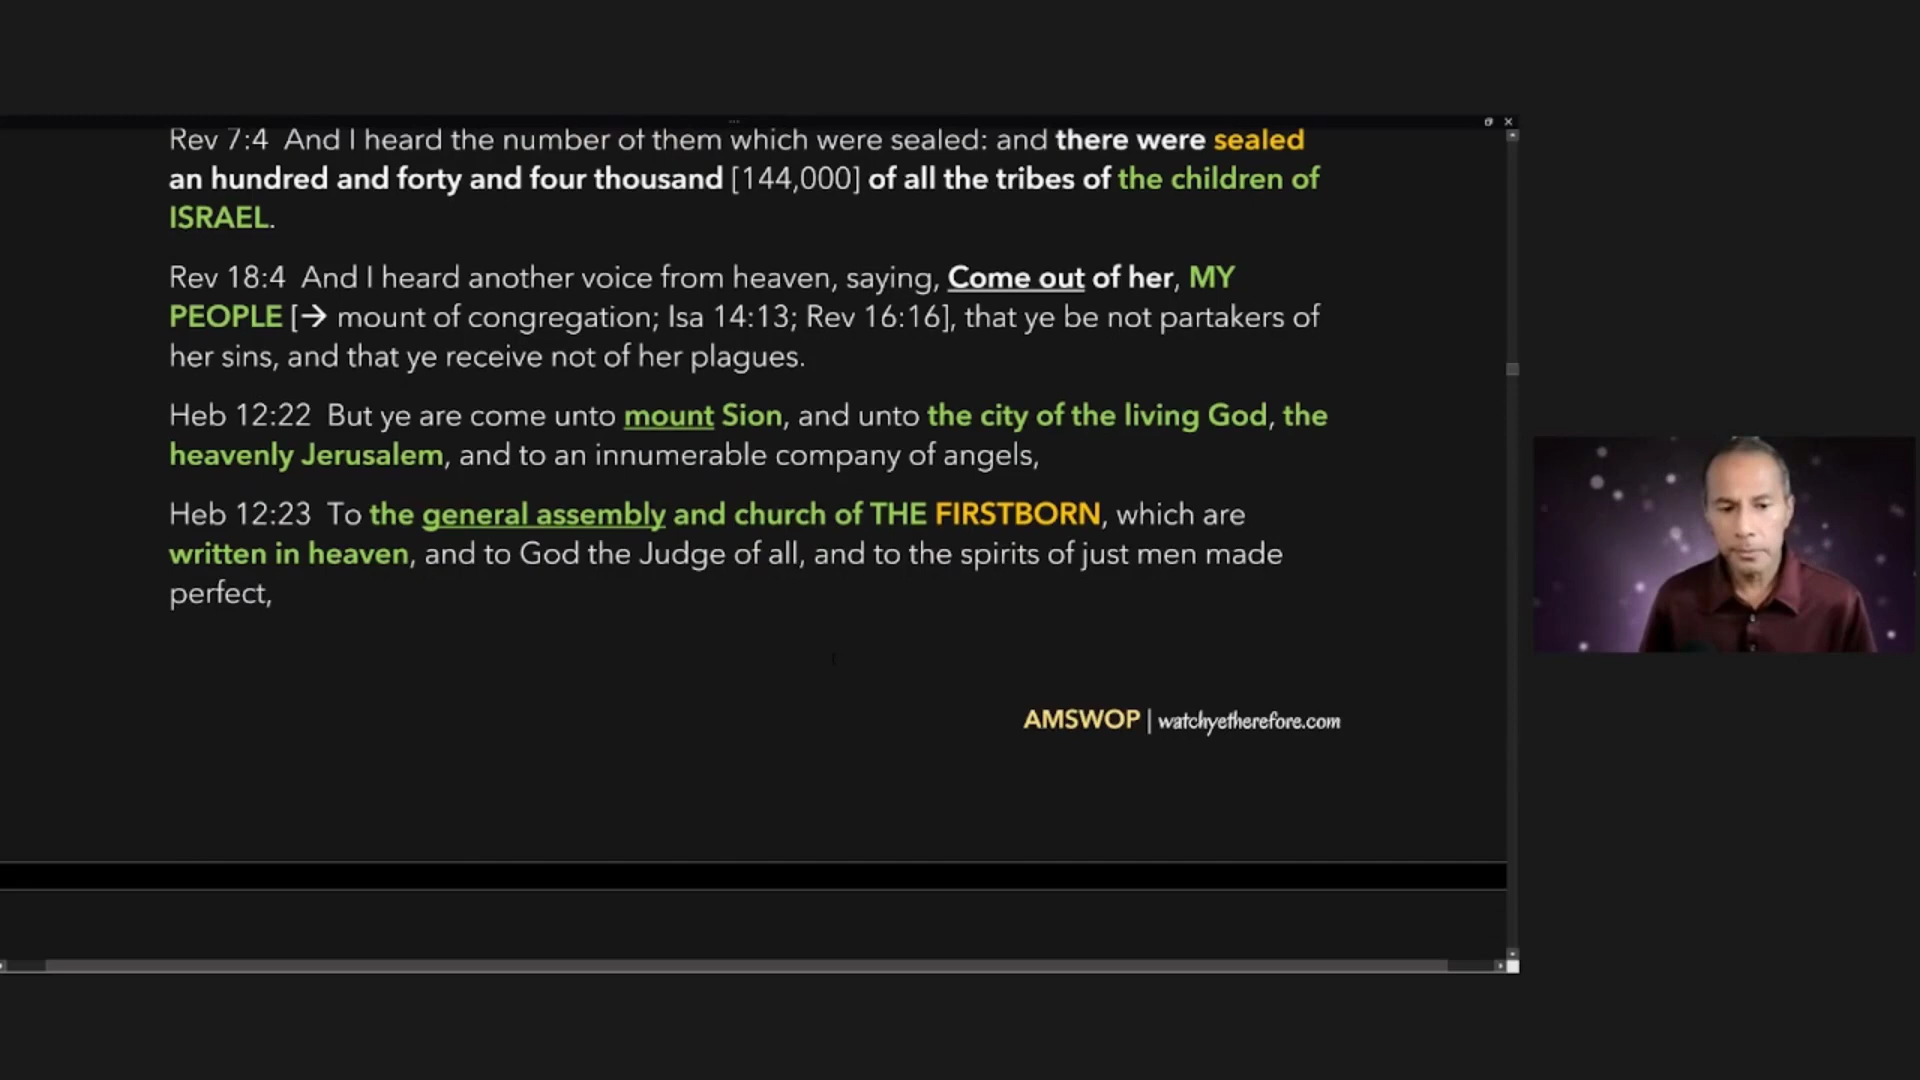 Rev 7:4  And I heard the number of them which were sealed: and there were sealed
an hundred and forty and four thousand [144,000] of all the tribes of the children of
ISRAEL.
Rev 18:4  And I heard another voice from heaven, saying, Come out of her, MY
PEOPLE [→ mount of congregation; Isa 14:13; Rev 16:16], that ye be not partakers of
her sins, and that ye receive not of her plagues.
Heb 12:22  But ye are come unto mount Sion, and unto the city of the living God, the
heavenly Jerusalem, and to an innumerable company of angels,
Heb 12:23  To the general assembly and church of THE FIRSTBORN, which are
written in heaven, and to God the Judge of all, and to the spirits of just men made
perfect,
AMSWOP | watchyetherefore.com